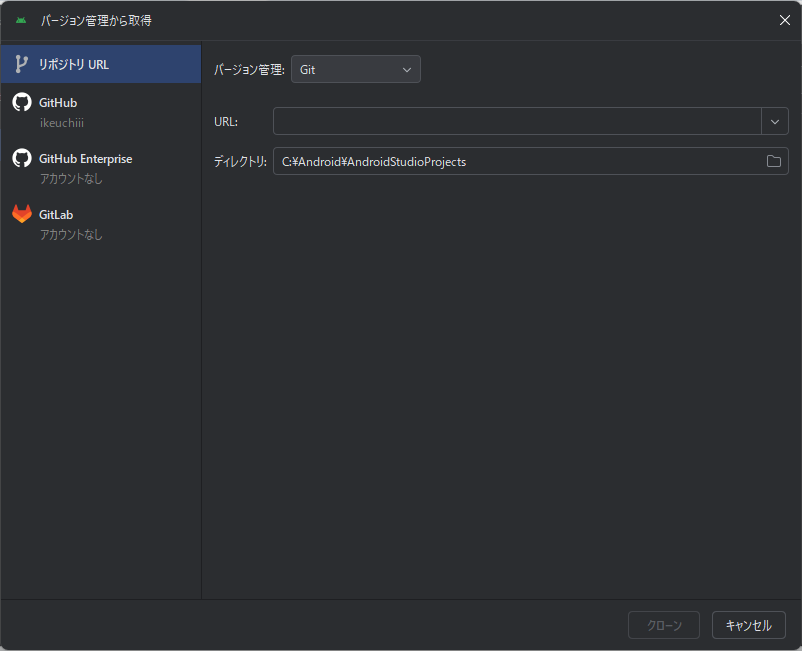 バージョン管理から取得
リポジトリ URL
GitHub
ikeuchiii
GitHub Enterprise
アカウントなし
GitLab
アカウントなし
バージョン管理: Git
URL:
ディレクトリ: C:¥Android¥AndroidStudioProjects
クローン キャンセル